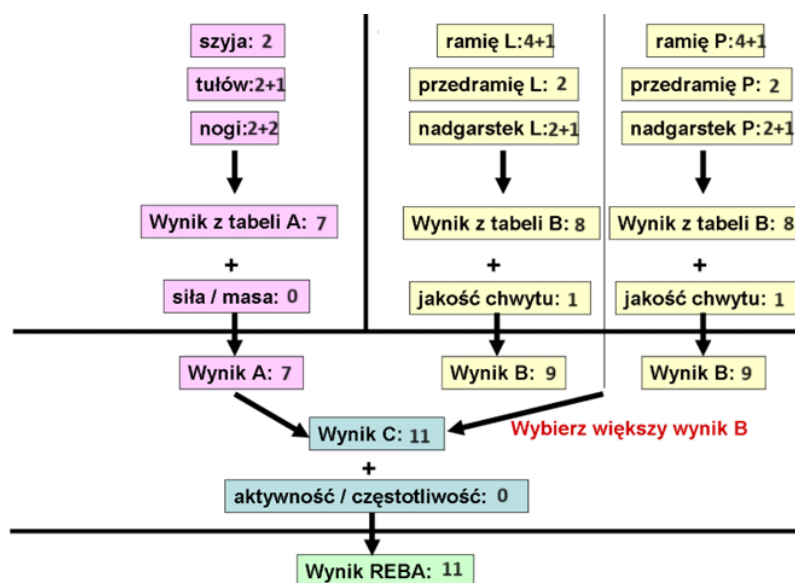 szyja: 2
tułów:2+1
nogi:2+2
Wynik z tabeli A: 7
+
siła / masa: 0
Wynik A: 7
ramię L:4+1
przedramię L: 2
nadgarstek L:2+1
Wynik z tabeli B: 8
+
jakość chwytu: 1
Wynik B: 9
ramię P:4+1
przedramię P: 2
nadgarstek P:2+1
Wynik z tabeli B: 8
+
jakość chwytu: 1
Wynik B: 9
Wybierz większy wynik B
Wynik C: 11
+
aktywność / częstotliwość: 0
Wynik REBA: 11